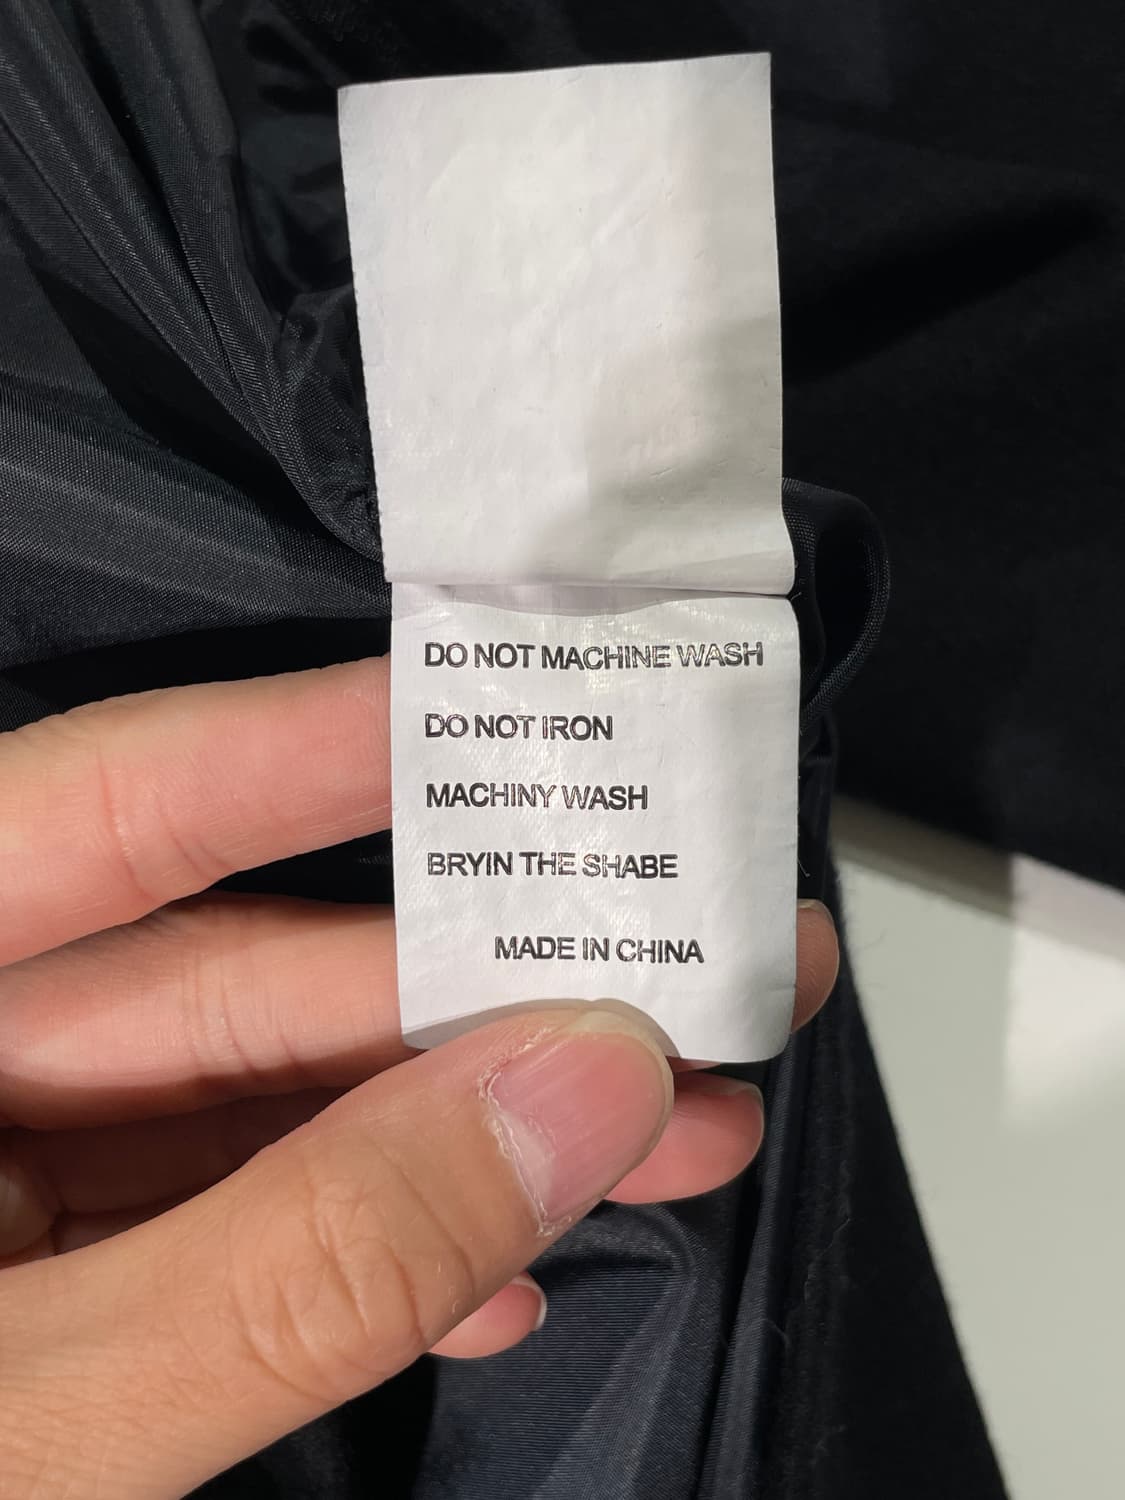 DO NOT MACHINE WASH
DO NOT IRON
MACHINY WASH
BRYIN THE SHABE
MADE IN CHINA